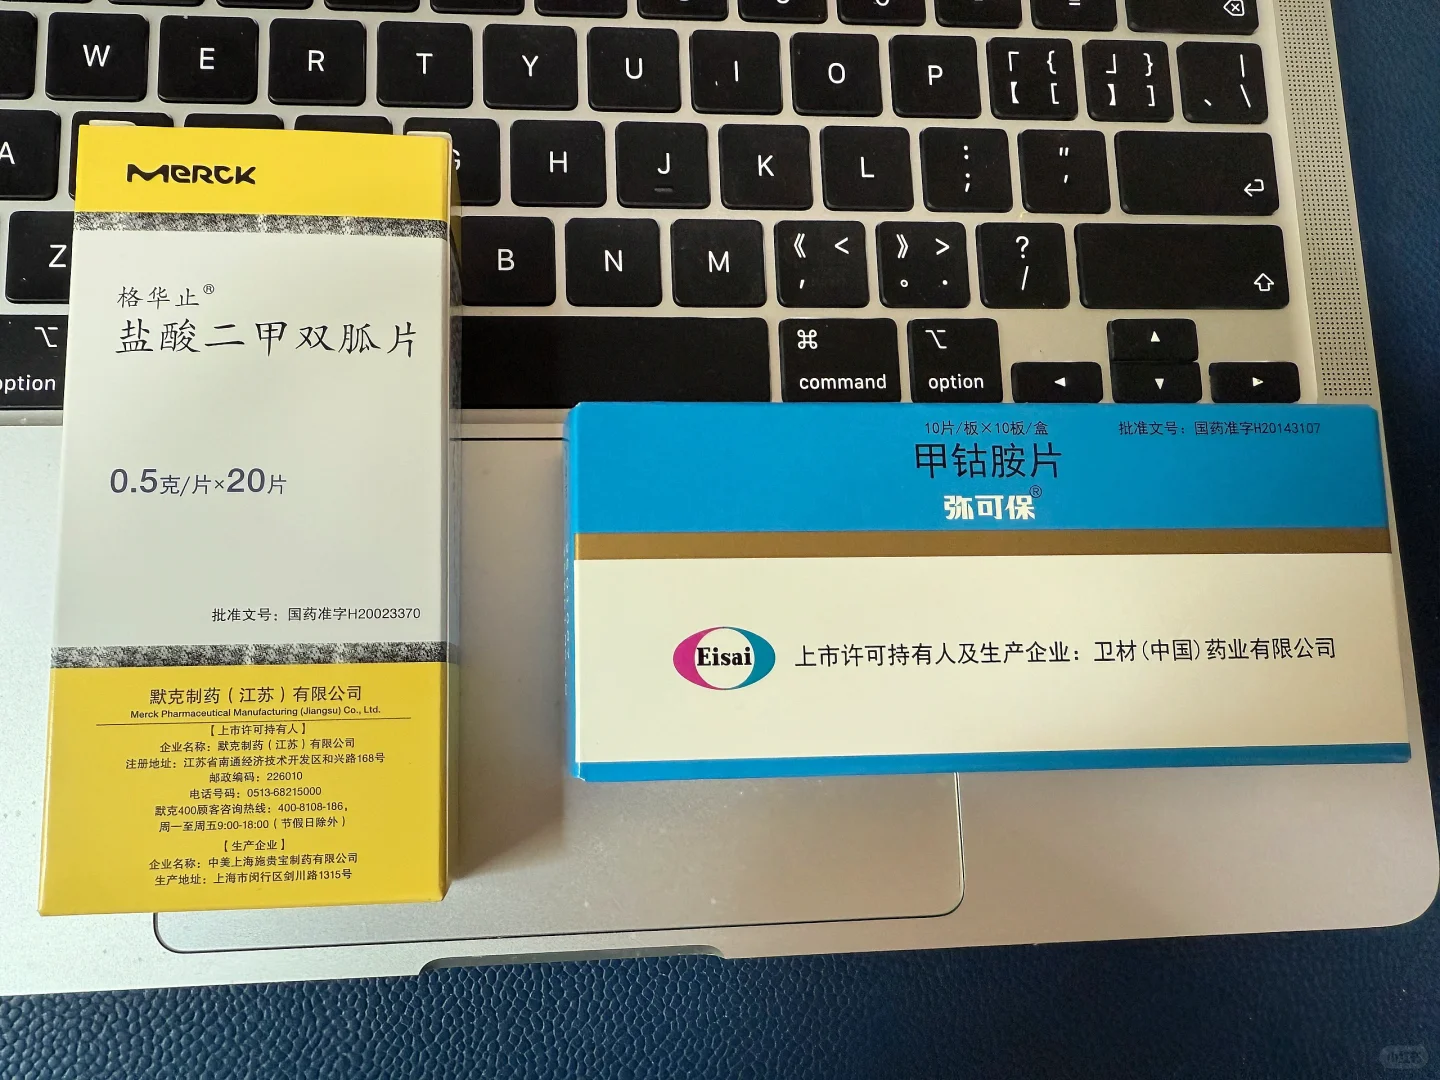 W E R T Y U I O P 「 { 【 [ 」 } 】 ] 、 | \
A G H J K L : ; " '
Z B N M 《 < , 》 > 。 . ? /
option
command
option
MERCK
格华止®
盐酸二甲双胍片
0.5克/片×20片
批准文号：国药准字H20023370
默克制药（江苏）有限公司
Merck Pharmaceutical Manufacturing (Jiangsu) Co., Ltd.
【上市许可持有人】
企业名称：默克制药（江苏）有限公司
注册地址：江苏省南通经济技术开发区和兴路168号
邮政编码：226010
电话号码：0513-68215000
默克400顾客咨询热线：400-8108-186，
周一至周五9:00-18:00（节假日除外）
【生产企业】
企业名称：中美上海施贵宝制药有限公司
生产地址：上海市闵行区剑川路1315号
10片/板×10板/盒
批准文号：国药准字H20143107
甲钴胺片
弥可保®
Eisai
上市许可持有人及生产企业：卫材(中国)药业有限公司
小红书